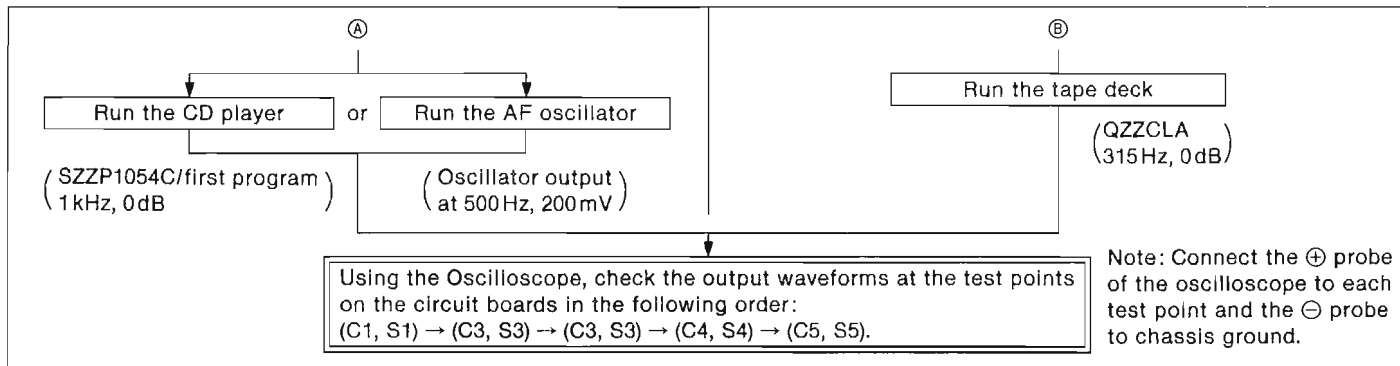 Ⓐ
Run the CD player
or
Run the AF oscillator
(SZZP1054C/first program
1kHz, 0dB)
(Oscillator output
at 500Hz, 200mV)
Ⓑ
Run the tape deck
(QZZCLA
315Hz, 0dB)
Using the Oscilloscope, check the output waveforms at the test points
on the circuit boards in the following order:
(C1, S1) → (C3, S3) → (C3, S3) → (C4, S4) → (C5, S5).
Note: Connect the ⊕ probe
of the oscilloscope to each
test point and the ⊖ probe
to chassis ground.